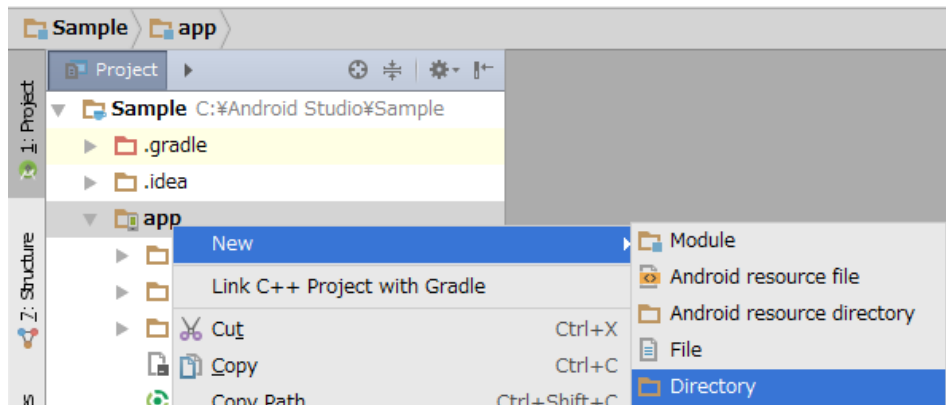 Sample app
Project
1: Project
Sample C:¥Android Studio¥Sample
.gradle
.idea
app
7: Structure
New
Link C++ Project with Gradle
Cut Ctrl+X
Copy Ctrl+C
Copy Path Ctrl+Shift+C
Module
Android resource file
Android resource directory
File
Directory